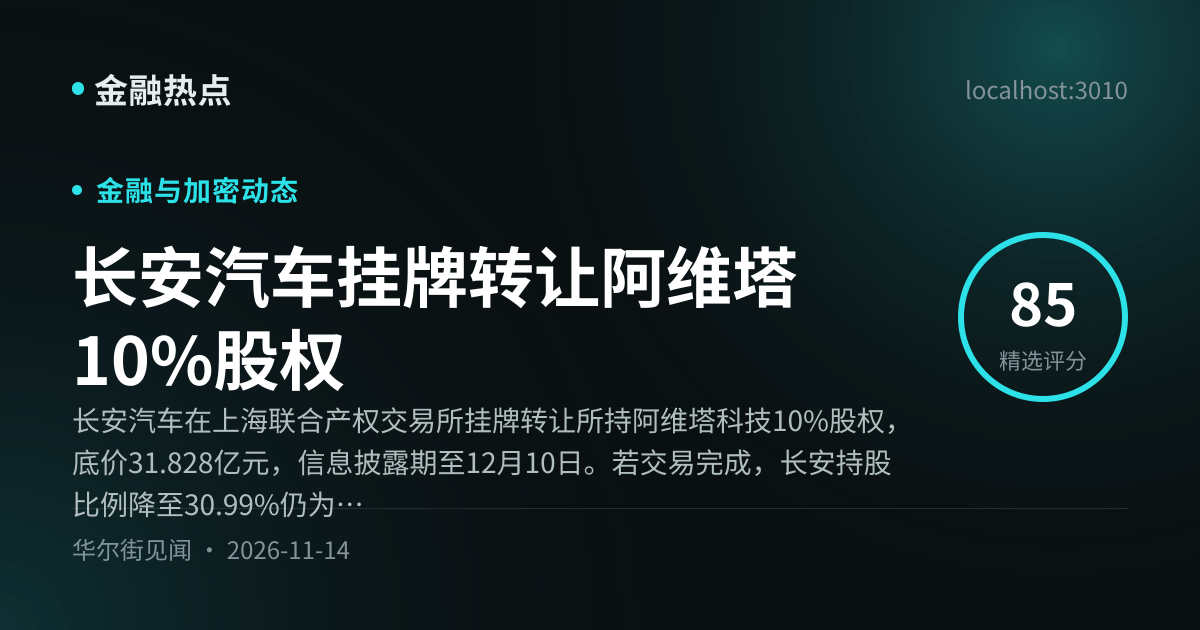 金融热点
localhost:3010
金融与加密动态
长安汽车挂牌转让阿维塔
10%股权
85
精选评分
长安汽车在上海联合产权交易所挂牌转让所持阿维塔科技10%股权，
底价31.828亿元，信息披露期至12月10日。若交易完成，长安持股
比例降至30.99%仍为…
华尔街见闻 · 2026-11-14